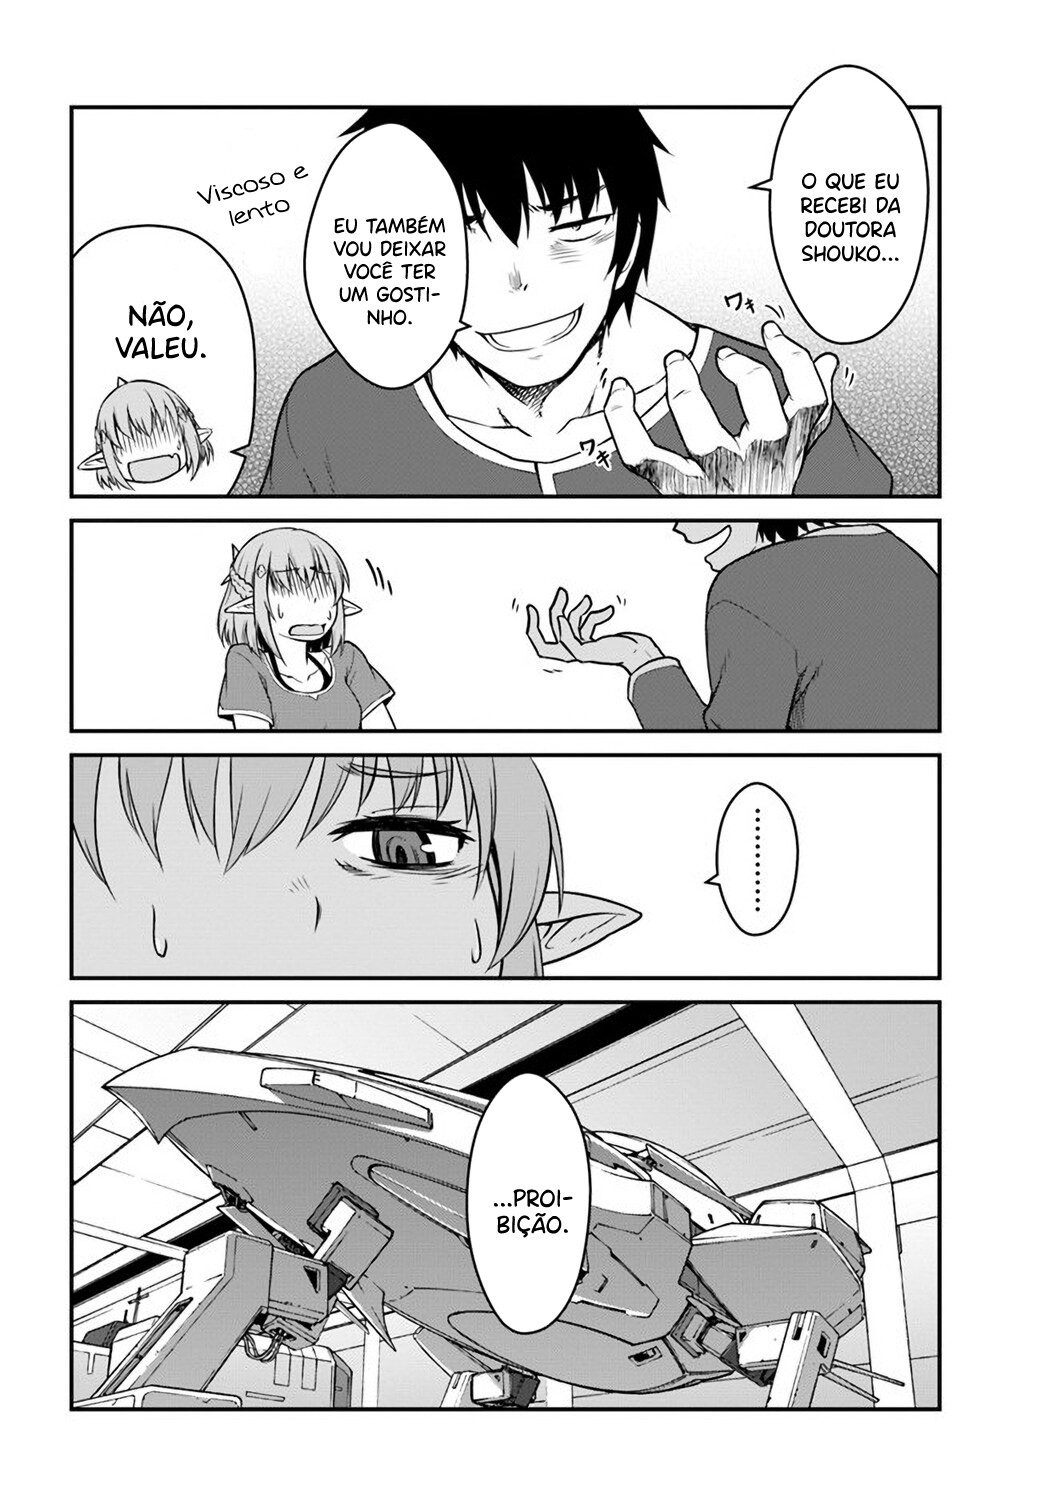 O QUE EU
RECEBI DA
DOUTORA
SHOUKO...
ワキ
ワキ
EU TAMBÉM
VOU DEIXAR
VOCÊ TER
UM GOSTI-
NHO.
Viscoso e
lento
NÃO,
VALEU.
..........
...PROI-
BIÇÃO.